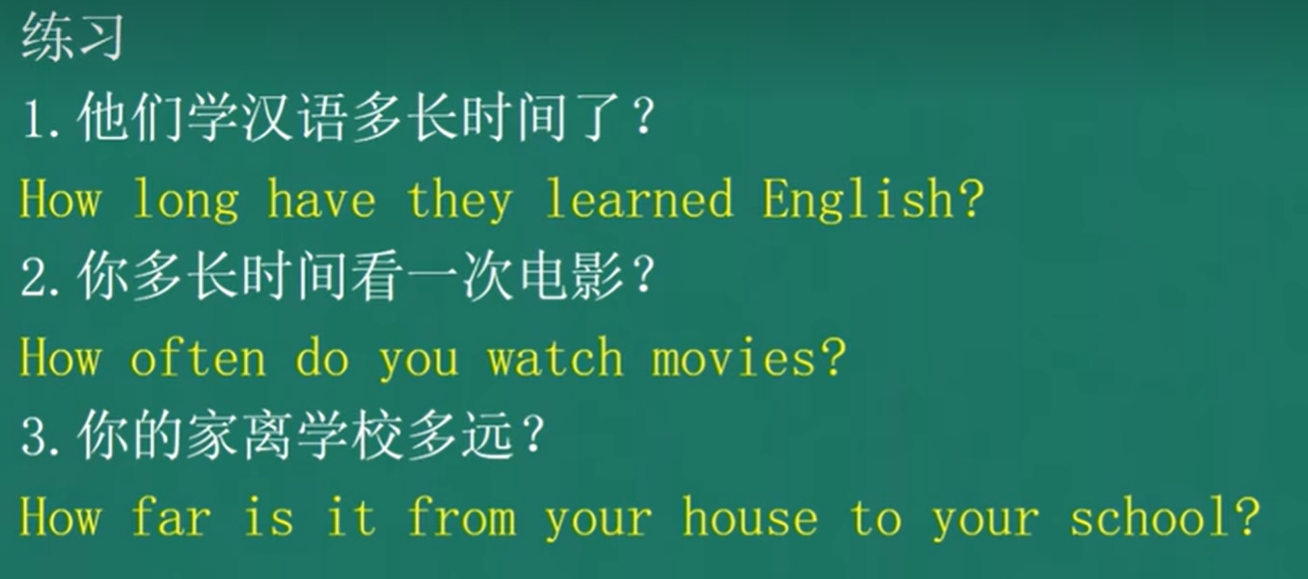 练习
1.他们学汉语多长时间了？
How long have they learned English?
2.你多长时间看一次电影？
How often do you watch movies?
3.你的家离学校多远？
How far is it from your house to your school?